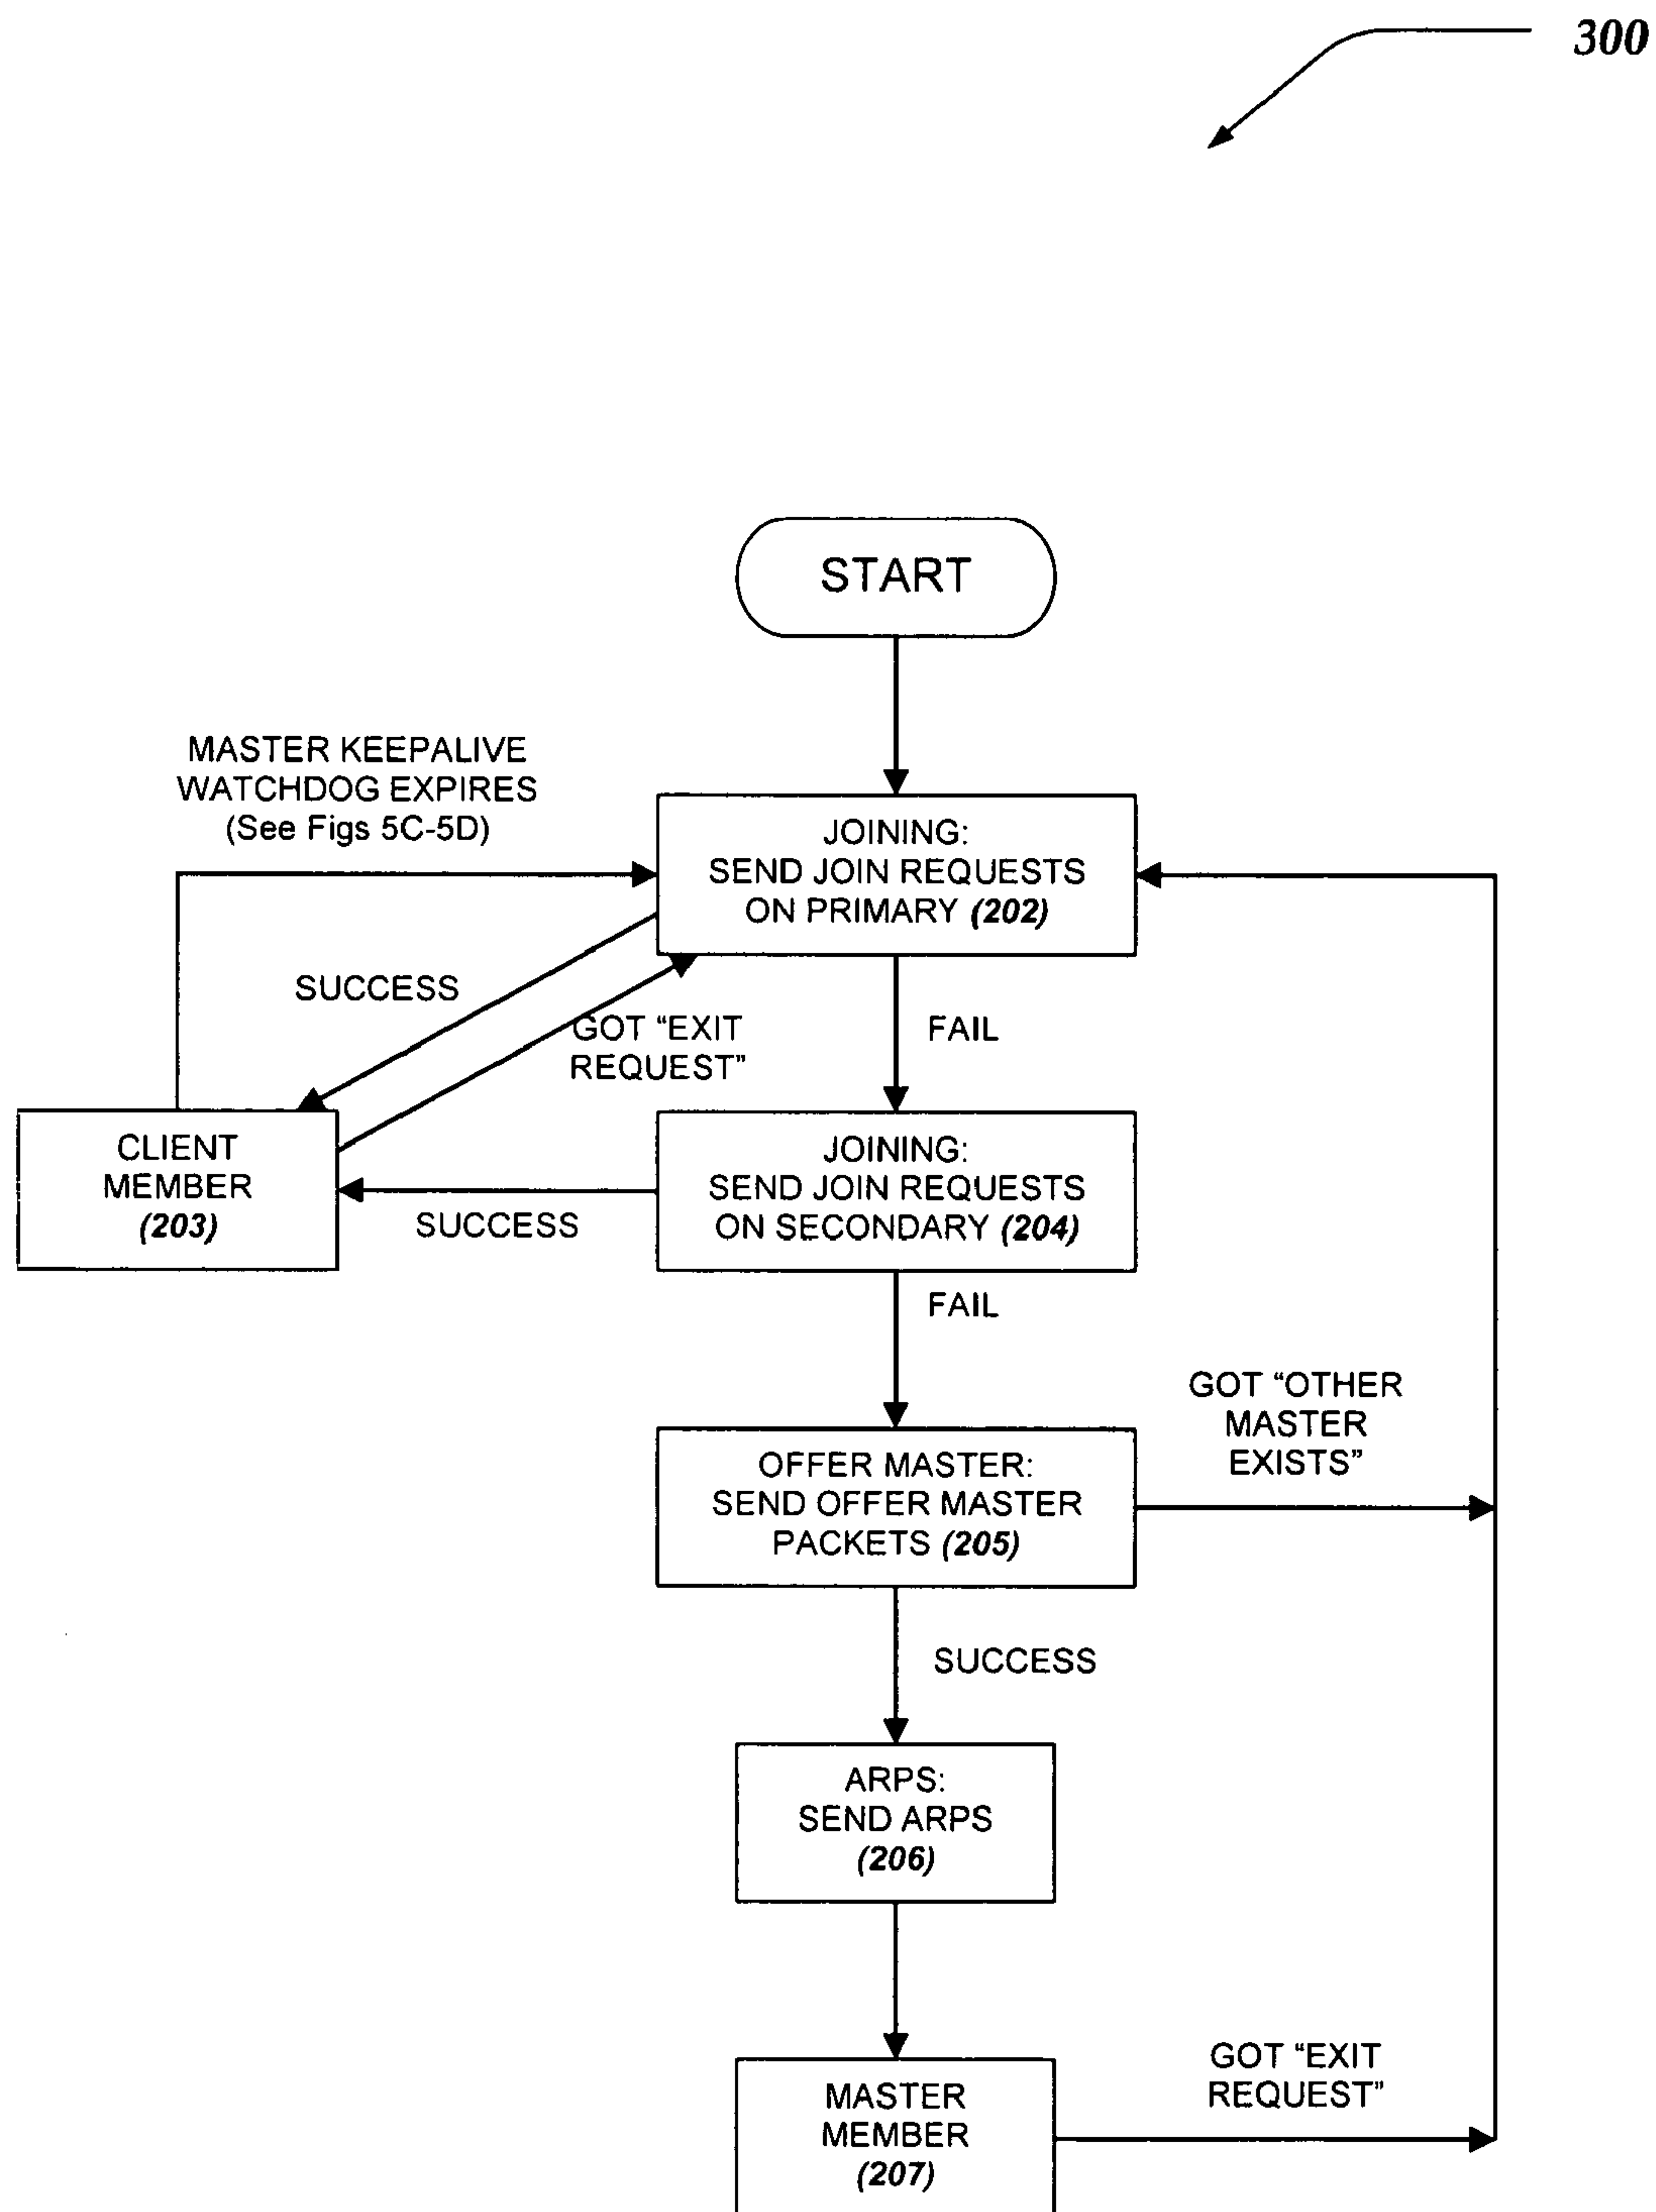 300
START
MASTER KEEPALIVE
WATCHDOG EXPIRES
(See Figs 5C-5D)
JOINING:
SEND JOIN REQUESTS
ON PRIMARY (202)
SUCCESS
GOT “EXIT
REQUEST”
FAIL
CLIENT
MEMBER
(203)
JOINING:
SEND JOIN REQUESTS
ON SECONDARY (204)
SUCCESS
FAIL
GOT “OTHER
MASTER
EXISTS”
OFFER MASTER:
SEND OFFER MASTER
PACKETS (205)
SUCCESS
ARPS:
SEND ARPS
(206)
GOT “EXIT
REQUEST”
MASTER
MEMBER
(207)